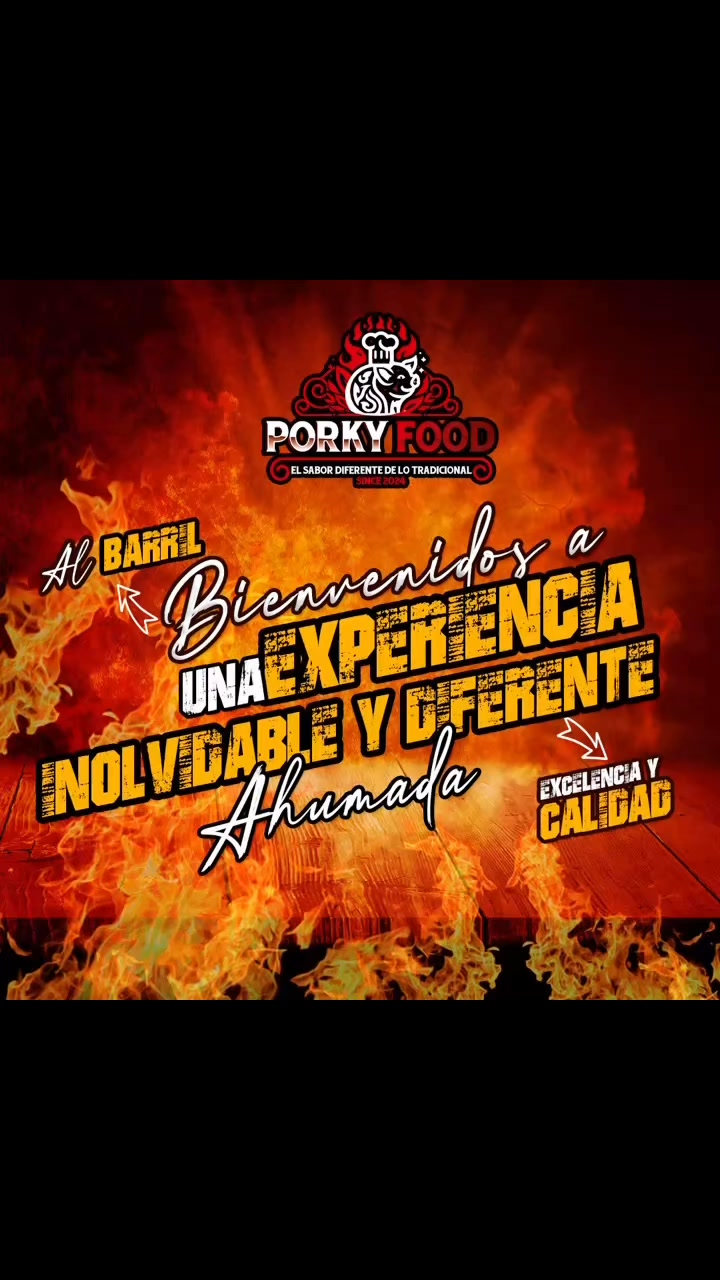 PORKY FOOD
EL SABOR DIFERENTE DE LO TRADICIONAL
SINCE 2024
Al BARRIL
Bienvenidos a
UNA EXPERIENCIA
INOLVIDABLE Y DIFERENTE
Ahumada
EXCELENCIA Y
CALIDAD